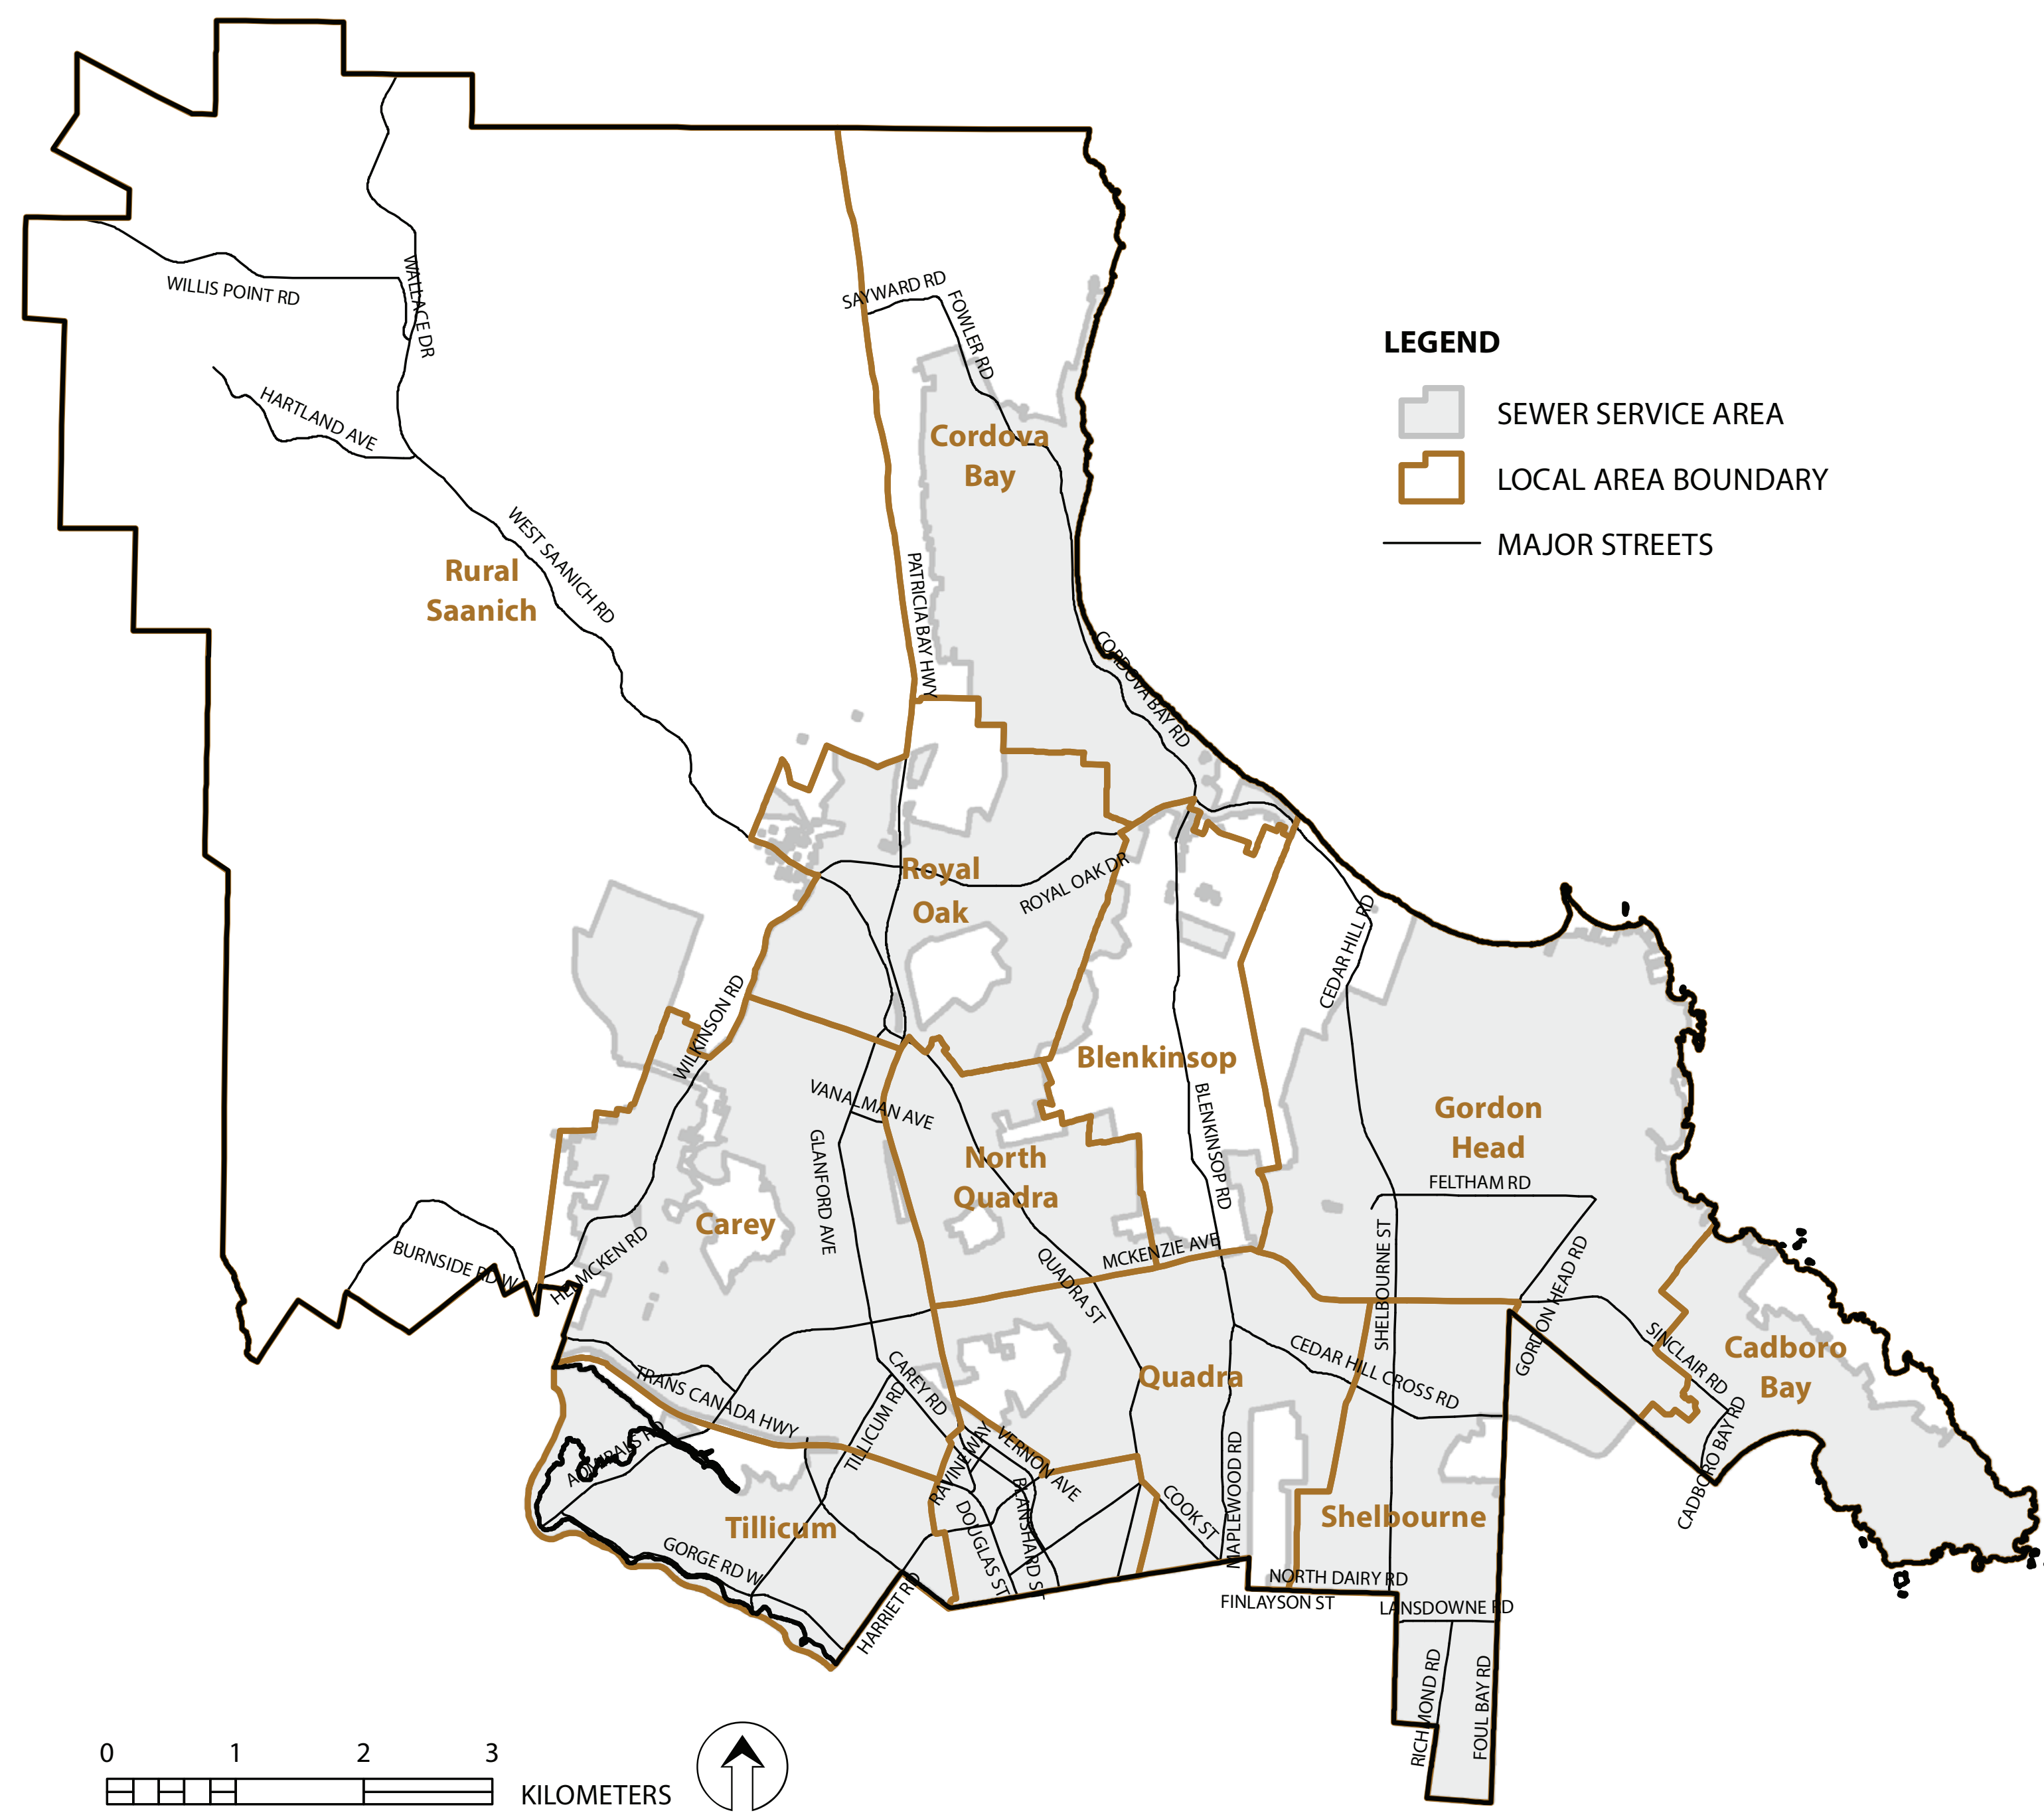 WILLIS POINT RD
WALLACE DR
SAYWARD RD
FOWLER RD
HARTLAND AVE
LEGEND
SEWER SERVICE AREA
LOCAL AREA BOUNDARY
MAJOR STREETS
Cordova
Bay
WEST SAANICH RD
Rural
Saanich
PATRICIA BAY HWY
CORDOVA BAY RD
Royal
Oak
ROYAL OAK DR
CEDAR HILL RD
WILKINSON RD
Blenkinsop
VANALMAN AVE
GLANFORD AVE
BLENKINSOP RD
Gordon
Head
North
Quadra
FELTHAM RD
Carey
BURNSIDE RD W
HELMCKEN RD
MCKENZIE AVE
QUADRA ST
SHELBOURNE ST
GORDON HEAD RD
SINCLAIR RD
Cadboro
Bay
CEDAR HILL CROSS RD
Quadra
TRANS CANADA HWY
CAREY RD
TILLICUM RD
ADMIRALS RD
RAVINE WAY
VERNON AVE
CADBORO BAY RD
MAPLEWOOD RD
COOK ST
Shelbourne
Tillicum
DOUGLAS ST
BLANSHARD ST
GORGE RD W
HARRIET RD
NORTH DAIRY RD
FINLAYSON ST
LANSDOWNE RD
RICHMOND RD
FOUL BAY RD
0 1 2 3
KILOMETERS